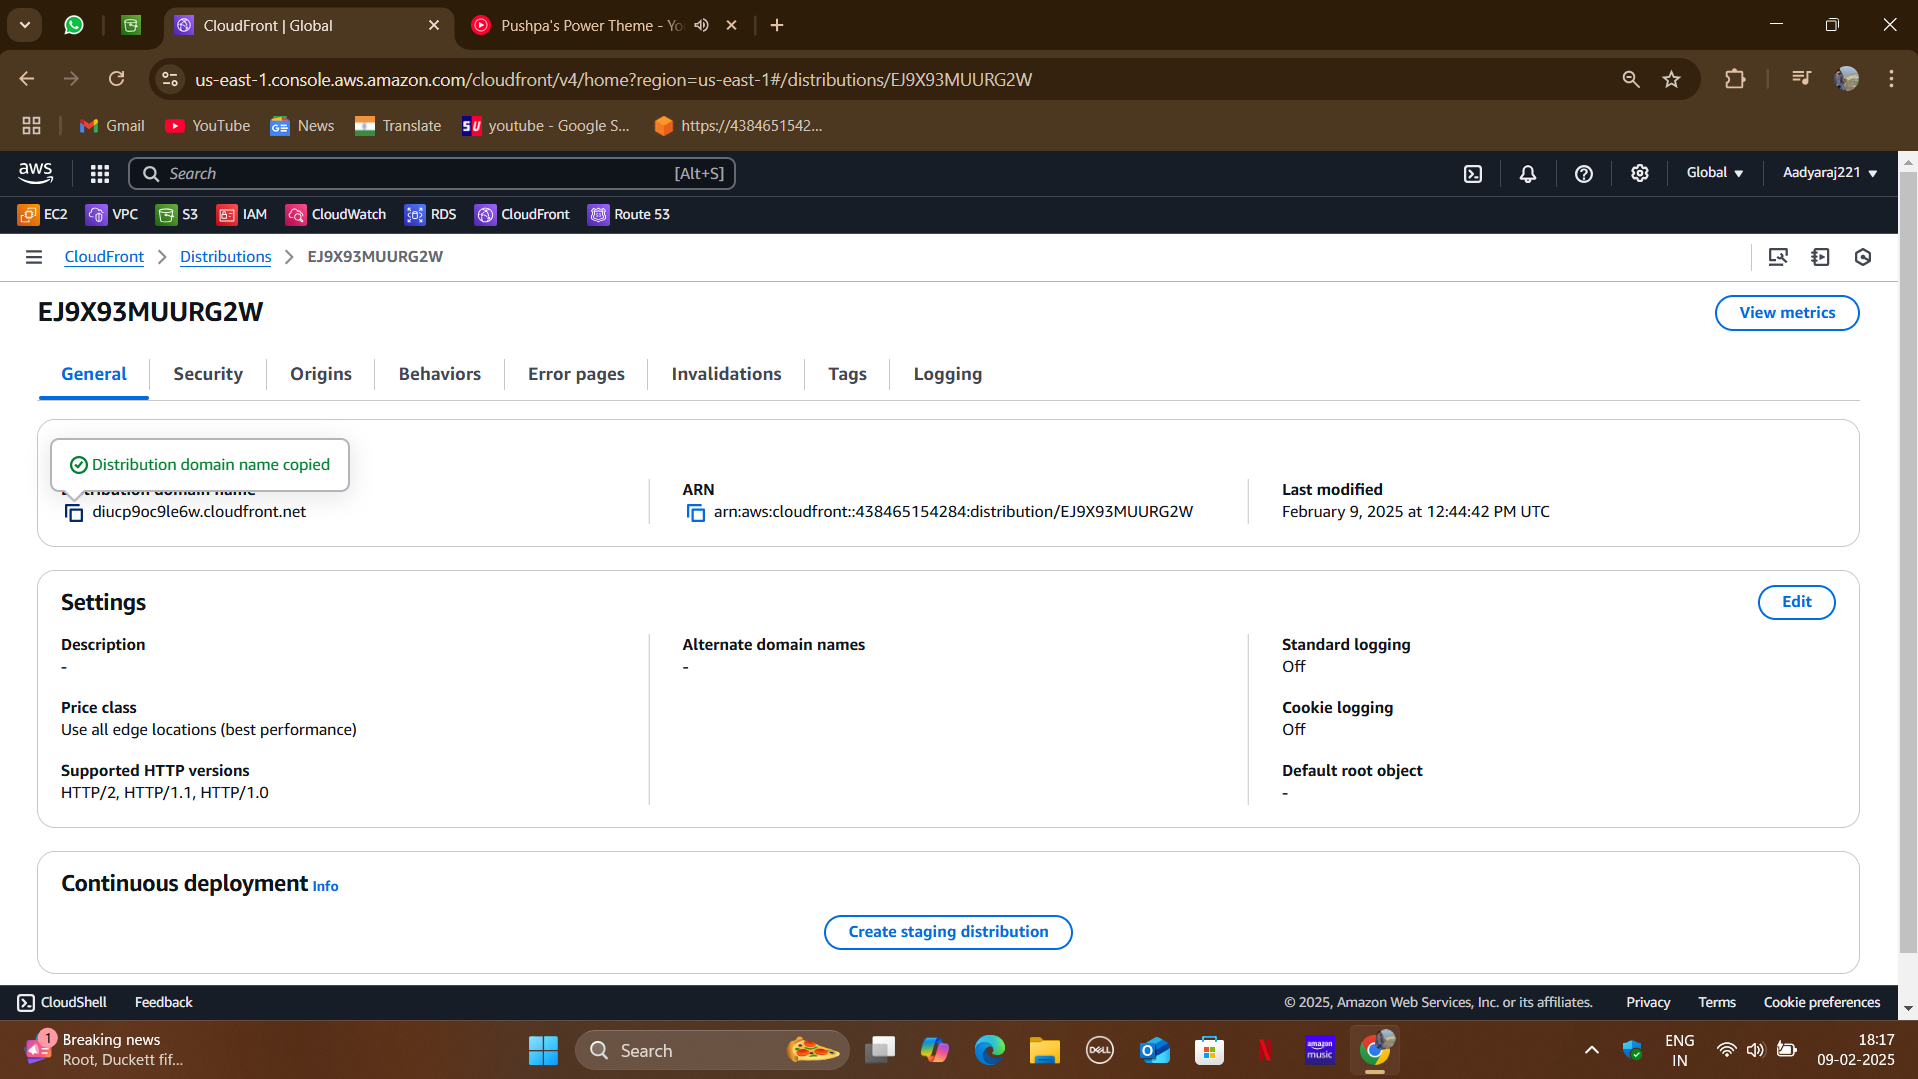 CloudFront | Global
Pushpa's Power Theme - Yo
us-east-1.console.aws.amazon.com/cloudfront/v4/home?region=us-east-1#/distributions/EJ9X93MUURG2W
Gmail
YouTube
News
Translate
SU
youtube - Google S...
https://4384651542...
aws
Search
[Alt+S]
Global
Aadyaraj221
EC2
VPC
S3
IAM
CloudWatch
RDS
CloudFront
Route 53
CloudFront
Distributions
EJ9X93MUURG2W
EJ9X93MUURG2W
View metrics
General
Security
Origins
Behaviors
Error pages
Invalidations
Tags
Logging
Distribution domain name copied
Distribution domain name
diucp9oc9le6w.cloudfront.net
ARN
arn:aws:cloudfront::438465154284:distribution/EJ9X93MUURG2W
Last modified
February 9, 2025 at 12:44:42 PM UTC
Settings
Edit
Description
-
Alternate domain names
-
Standard logging
Off
Price class
Use all edge locations (best performance)
Cookie logging
Off
Supported HTTP versions
HTTP/2, HTTP/1.1, HTTP/1.0
Default root object
-
Continuous deployment Info
Create staging distribution
CloudShell
Feedback
© 2025, Amazon Web Services, Inc. or its affiliates.
Privacy
Terms
Cookie preferences
1
Breaking news
Root, Duckett fif...
Search
DELL
amazon music
ENG
IN
18:17
09-02-2025